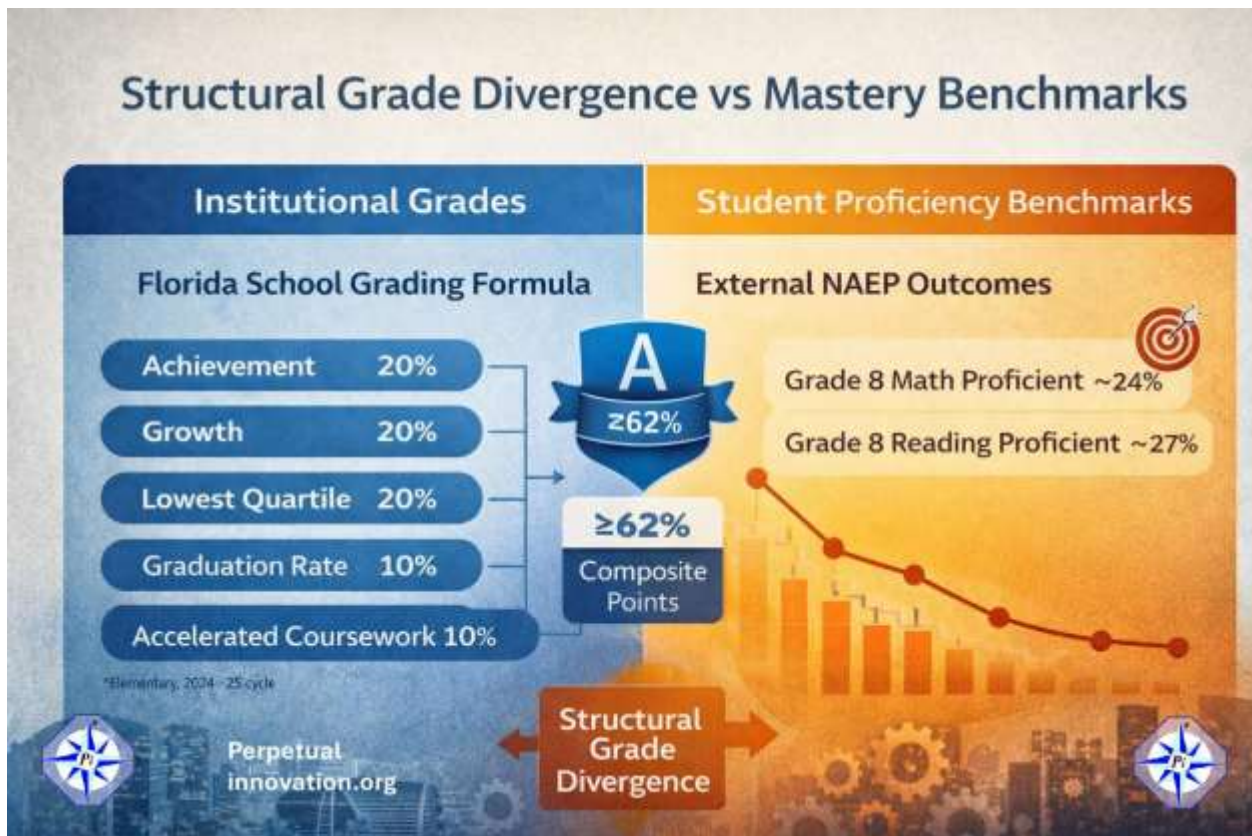 Structural Grade Divergence vs Mastery Benchmarks
Institutional Grades
Florida School Grading Formula
Achievement 20%
Growth 20%
Lowest Quartile 20%
Graduation Rate 10%
Accelerated Coursework 10%
*Elementary, 2024 - 25 cycle
A
≥62%
≥62%
Composite
Points
Student Proficiency Benchmarks
External NAEP Outcomes
Grade 8 Math Proficient ~24%
Grade 8 Reading Proficient ~27%
Structural
Grade
Divergence
Pi
Perpetual
innovation.org
Pi